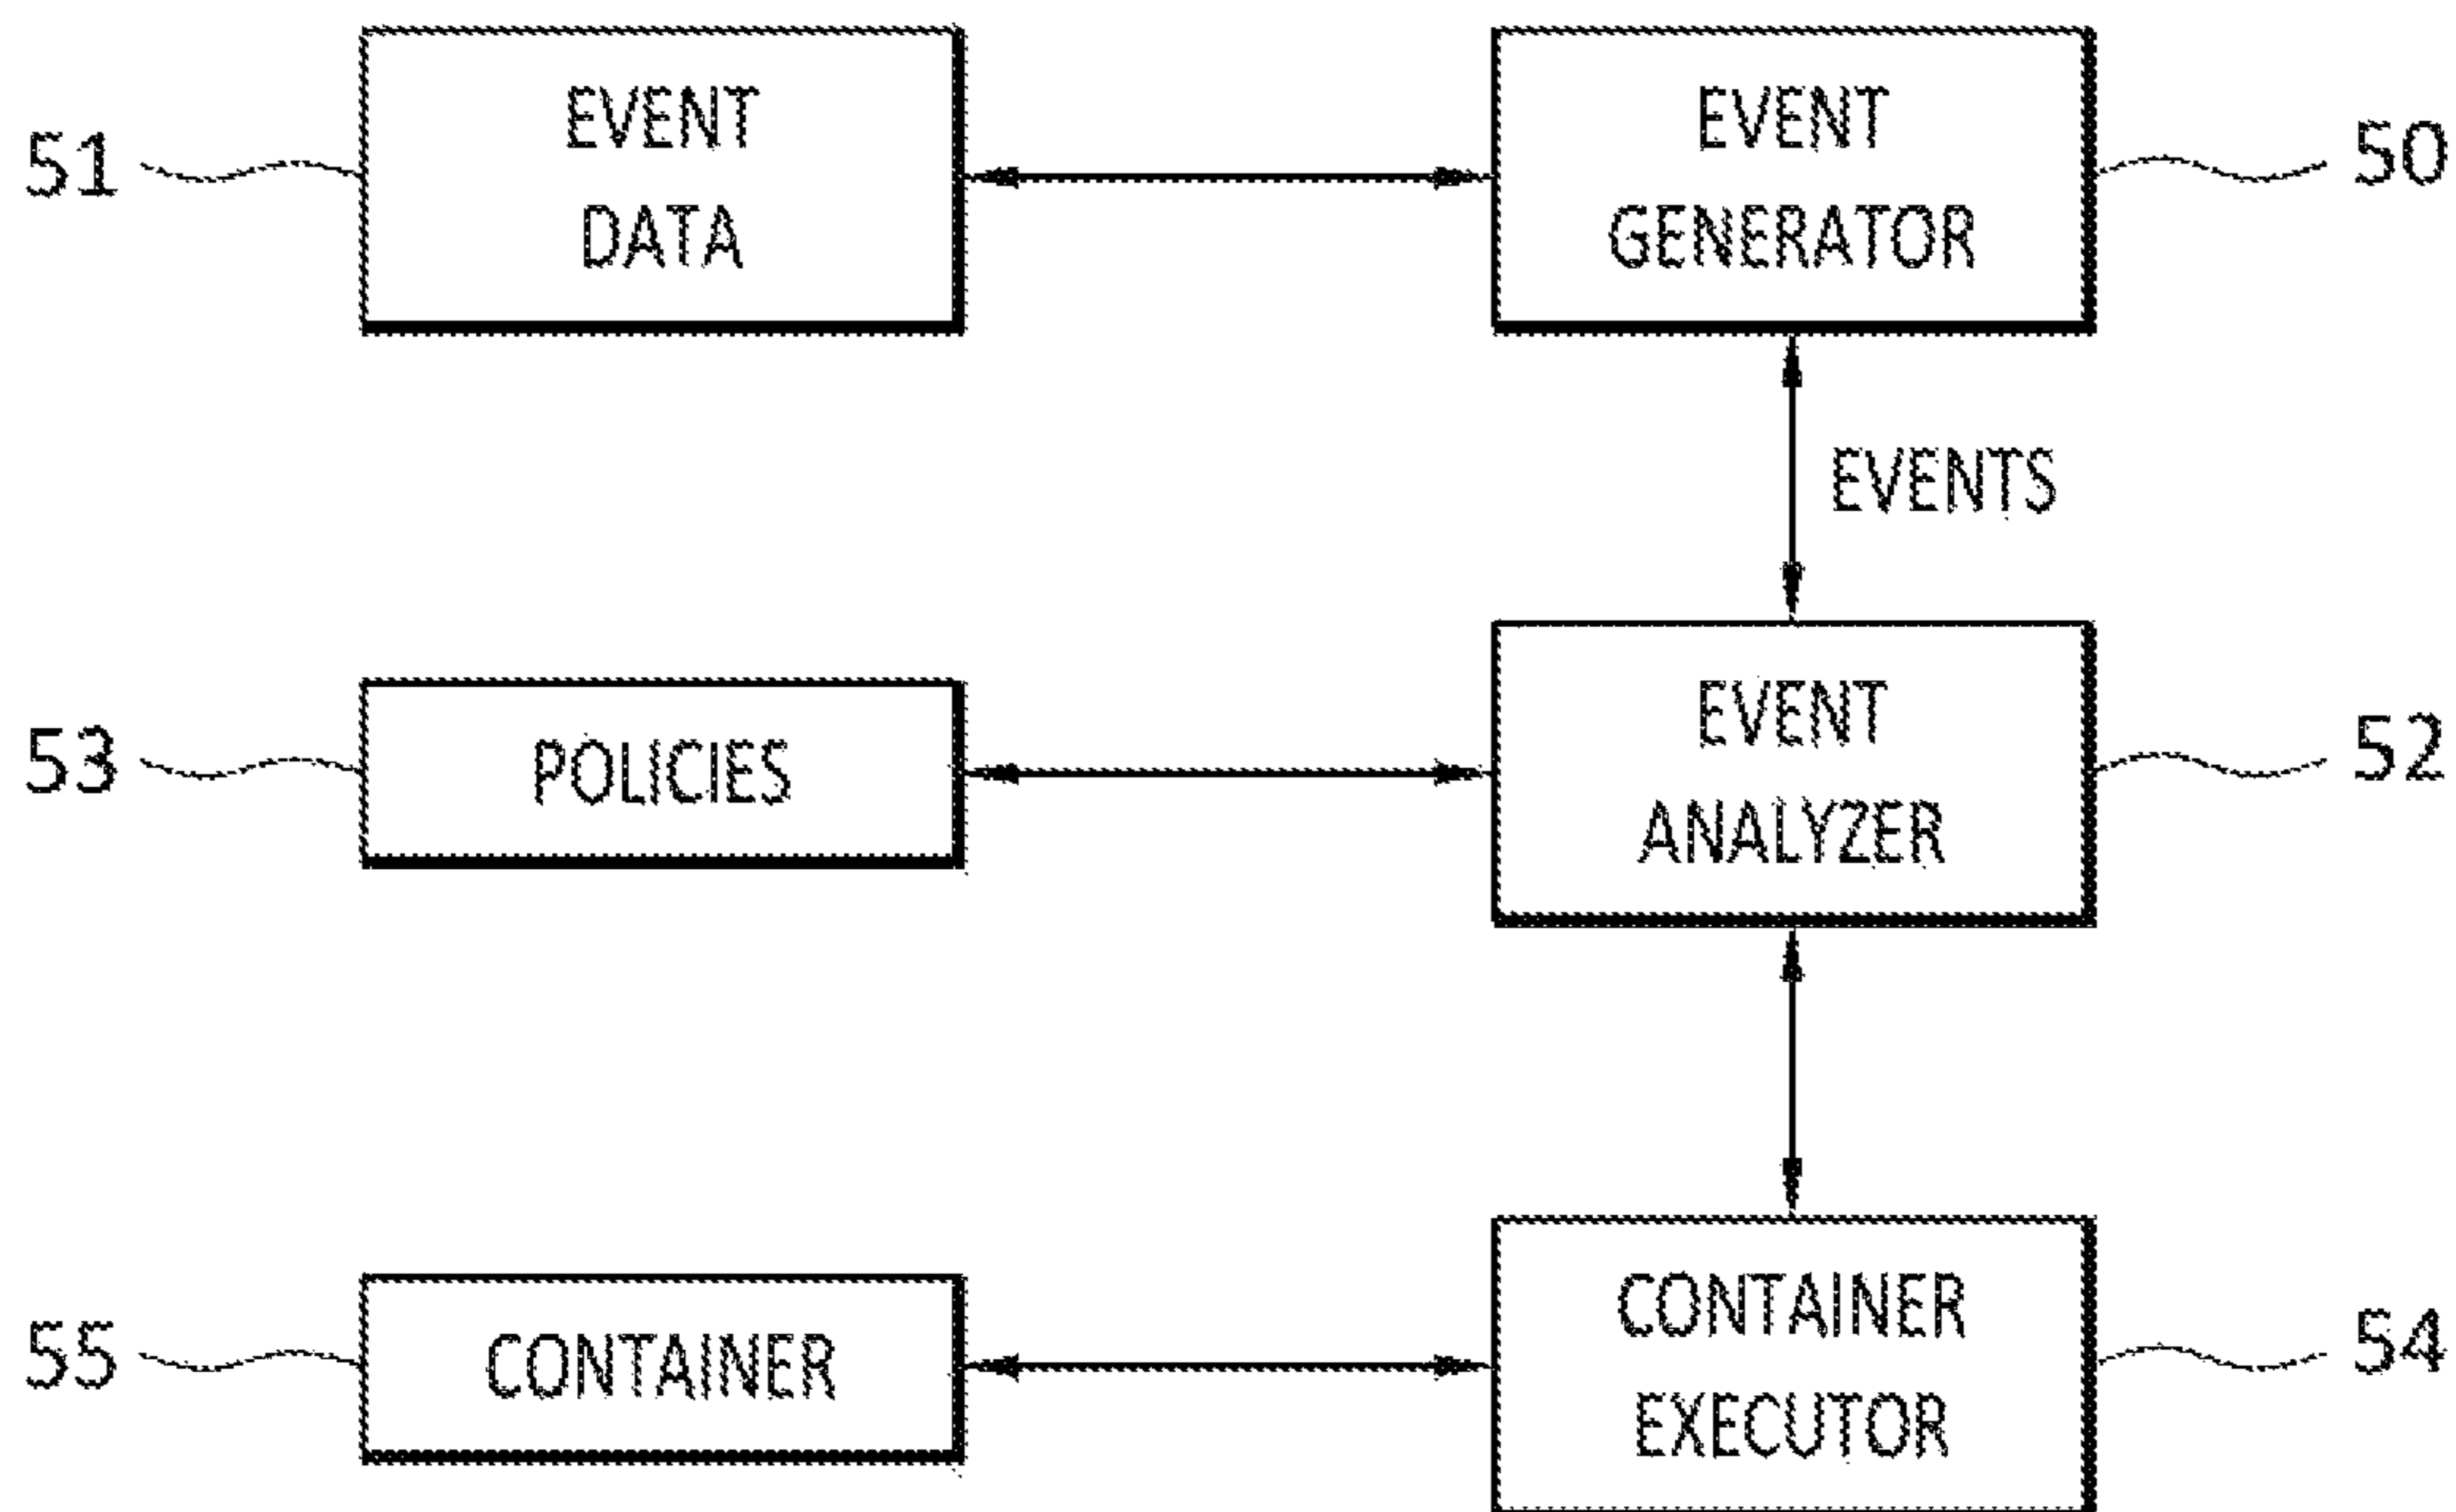 EVENT
DATA
51
EVENT
GENERATOR
50
EVENTS
53
POLICIES
EVENT
ANALYZER
52
55
CONTAINER
CONTAINER
EXECUTOR
54